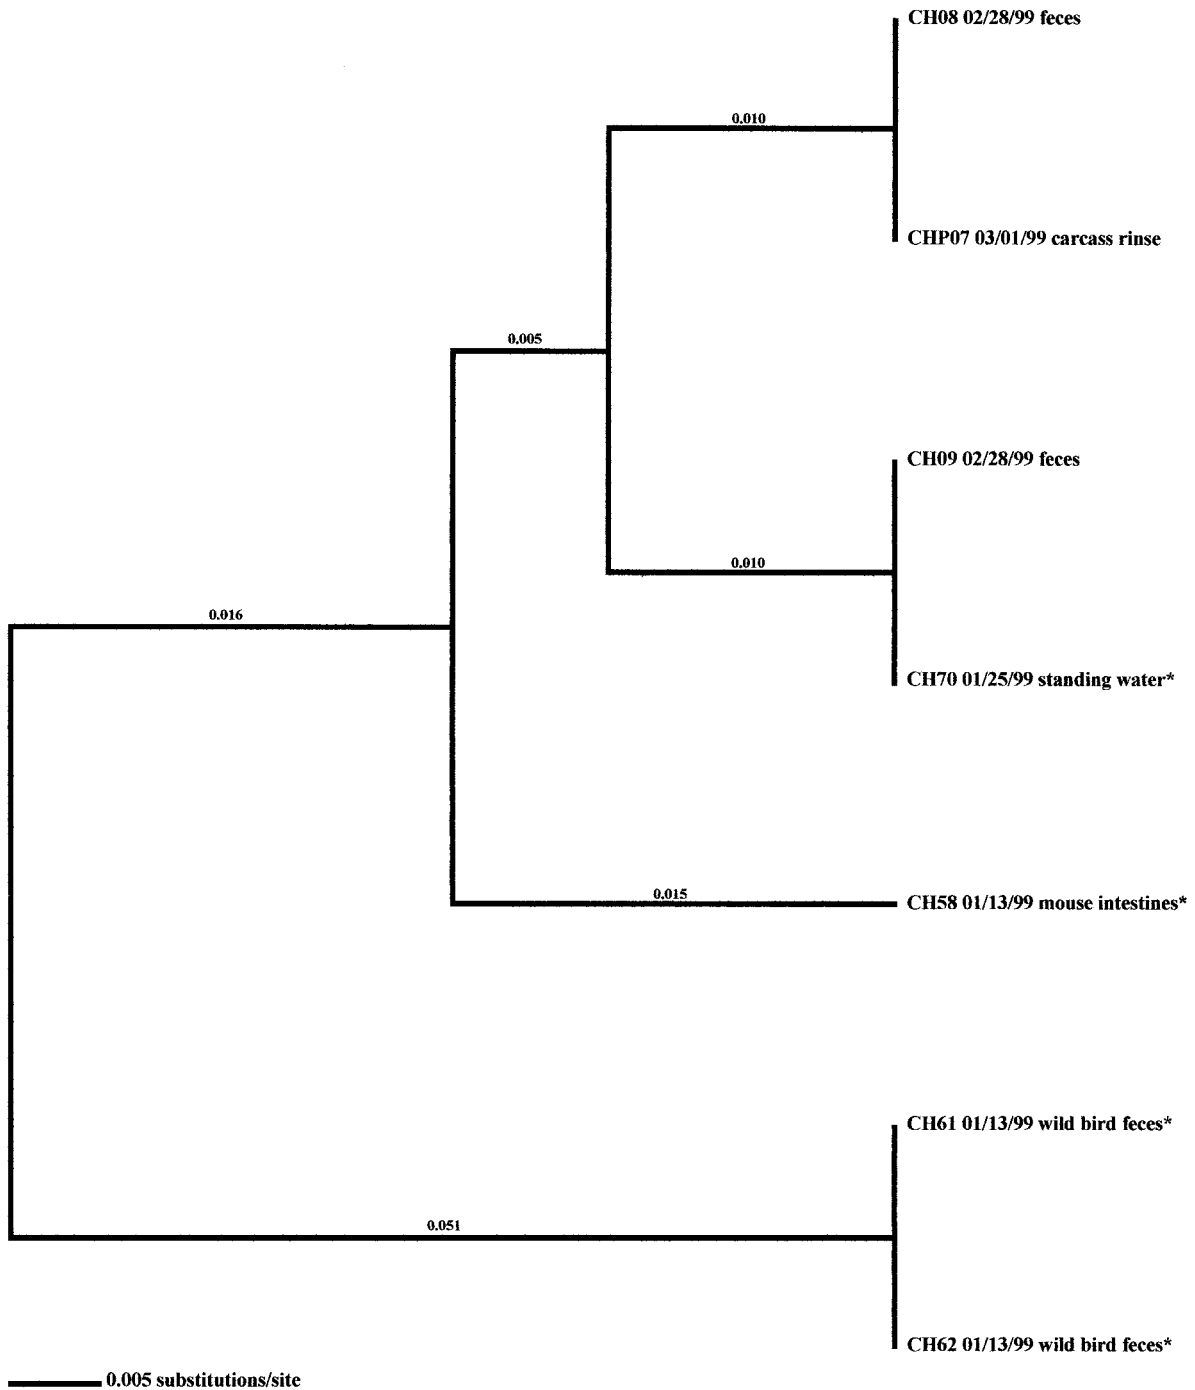 CH08 02/28/99 feces
0.010
CHP07 03/01/99 carcass rinse
0.005
CH09 02/28/99 feces
0.010
0.016
CH70 01/25/99 standing water*
0.015
CH58 01/13/99 mouse intestines*
CH61 01/13/99 wild bird feces*
0.051
CH62 01/13/99 wild bird feces*
0.005 substitutions/site